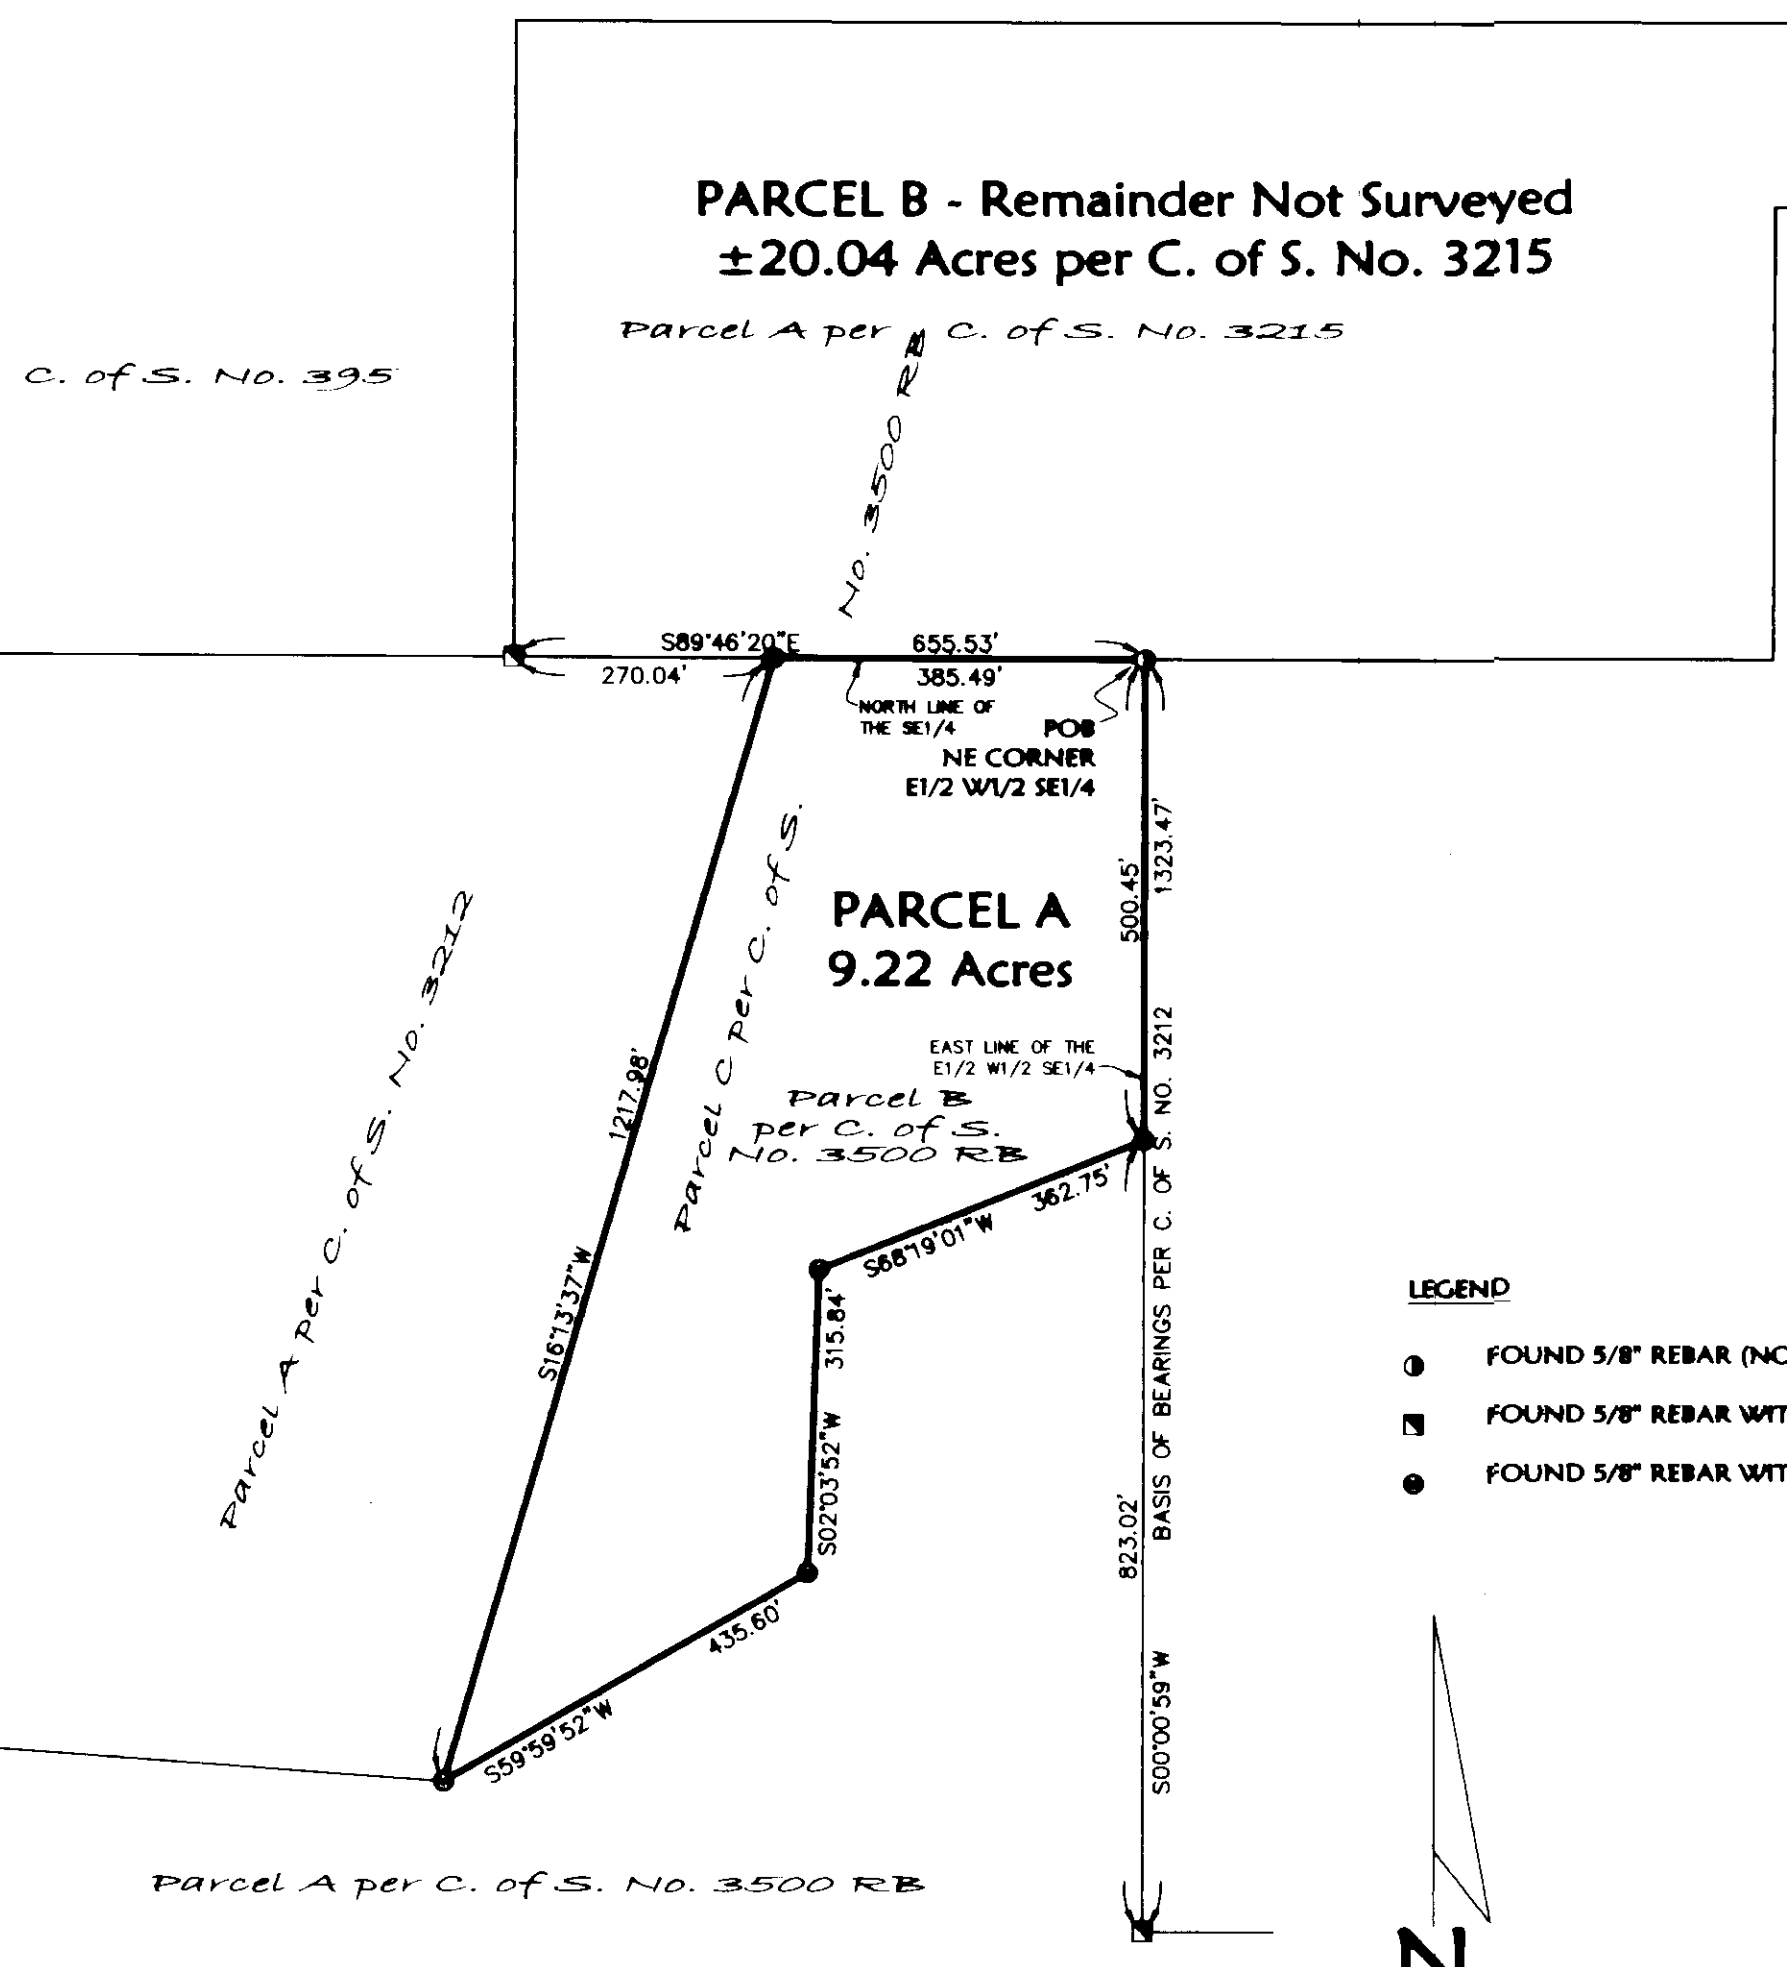 PARCEL B - Remainder Not Surveyed
±20.04 Acres per C. of S. No. 3215
Parcel A per C. of S. No. 3215
C. of S. No. 395
No. 3500 RB
S89°46'20"E
655.53'
270.04'
385.49'
NORTH LINE OF
THE SE1/4
POB
NE CORNER
E1/2 W1/2 SE1/4
1323.47'
500.45'
PARCEL A
9.22 Acres
Parcel C per C. of S.
Parcel A per C. of S. No. 3212
EAST LINE OF THE
E1/2 W1/2 SE1/4
1217.98'
S16°13'37"W
Parcel B
per C. of S.
No. 3500 RB
362.75'
S68°19'01"W
315.84'
S02°03'52"W
435.60'
S59°59'52"W
BASIS OF BEARINGS PER C. OF S. NO. 3212
823.02'
S00°00'59"W
LEGEND
FOUND 5/8" REBAR (NO
FOUND 5/8" REBAR WIT
FOUND 5/8" REBAR WIT
Parcel A per C. of S. No. 3500 RB
N